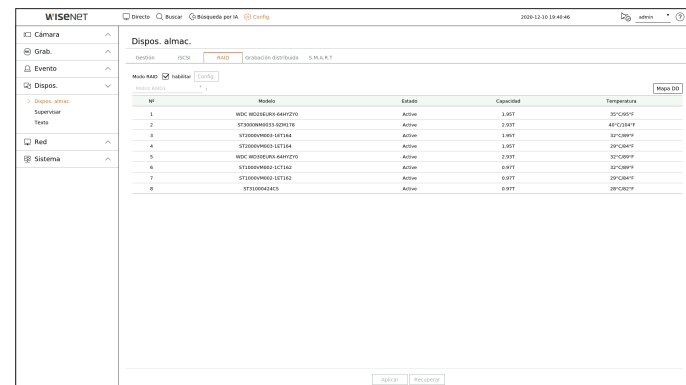 WISENET
Directo Buscar Búsqueda por IA Config. 2020-12-10 19:40:46 admin
Cámara
Grab.
Evento
Dispos.
Dispos. almac.
Supervisar
Texto
Red
Sistema
Dispos. almac.
Gestión iSCSI RAID Grabación distribuida S.M.A.R.T
Modo RAID habilitar Config.
Mapa DD
Nº Modelo Estado Capacidad Temperatura
1 WDC WD20EURX-64HYZY0 Active 1.95T 35°C/95°F
2 ST3000NM0033-9ZM178 Active 2.93T 40°C/104°F
3 ST2000VM003-1ET164 Active 1.95T 32°C/89°F
4 ST2000VM003-1ET164 Active 1.95T 29°C/84°F
5 WDC WD30EURX-64HYZY0 Active 2.93T 32°C/89°F
6 ST1000VM002-1CT162 Active 0.97T 32°C/89°F
7 ST1000VM002-1ET162 Active 0.97T 29°C/84°F
8 ST31000424CS Active 0.97T 28°C/82°F
Aplicar Recuperar